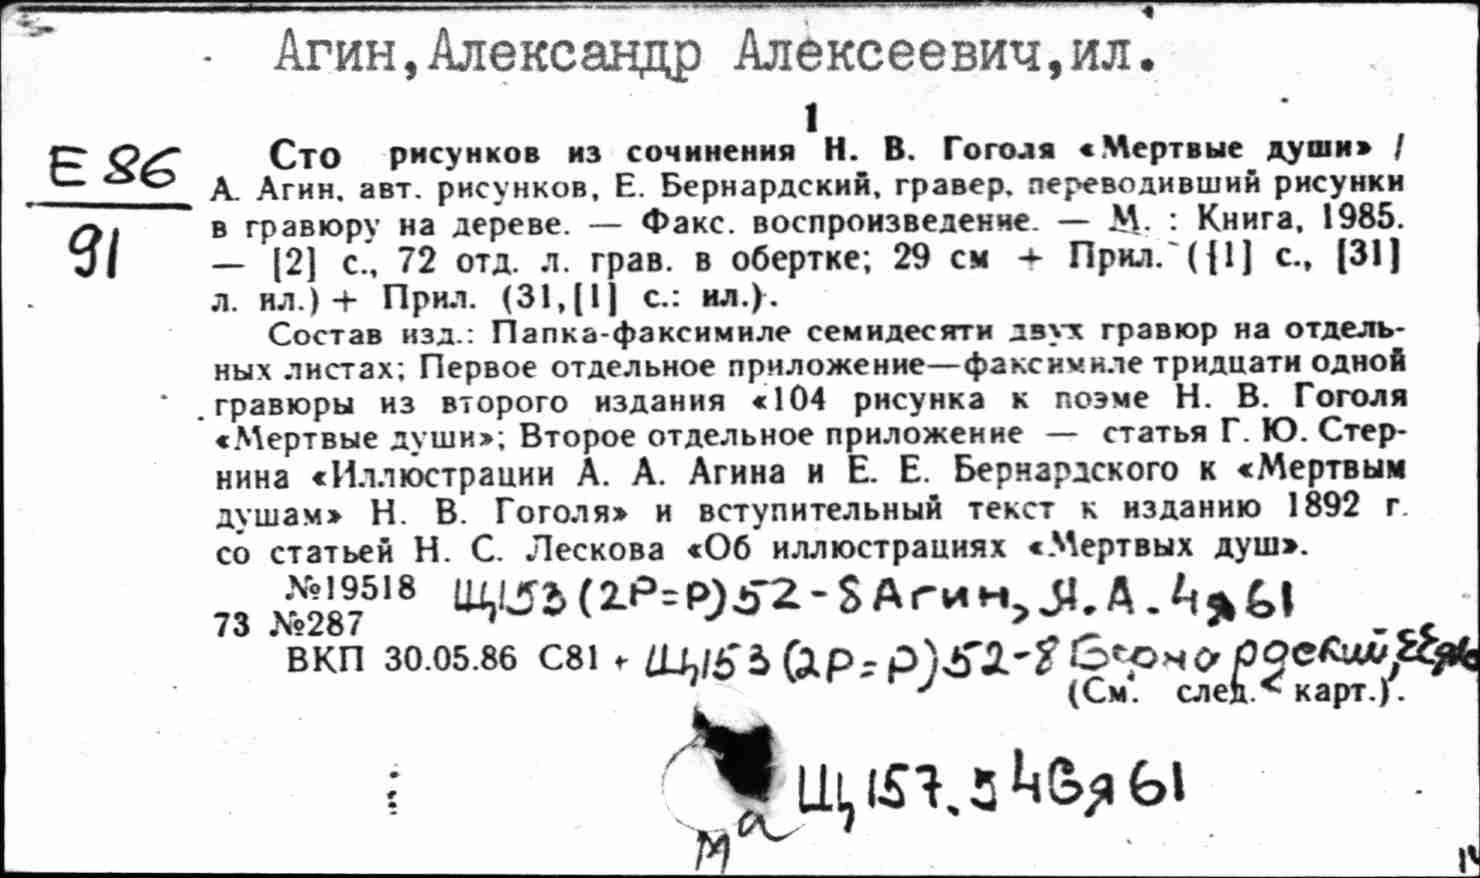 Агин, Александр Алексеевич, ил.
1
Е 86
91
Сто рисунков из сочинения Н. В. Гоголя «Мертвые души» /
А. Агин, авт. рисунков, Е. Бернардский, гравер, переводивший рисунки
в гравюру на дереве. — Факс. воспроизведение. — М. : Книга, 1985.
— [2] с., 72 отд. л. грав. в обертке; 29 см + Прил. ([1] с., [31]
л. ил.) + Прил. (31,[1] с.: ил.).
Состав изд.: Папка-факсимиле семидесяти двух гравюр на отдель-
ных листах; Первое отдельное приложение—факсимиле тридцати одной
гравюры из второго издания «104 рисунка к поэме Н. В. Гоголя
«Мертвые души»; Второе отдельное приложение — статья Г. Ю. Стер-
нина «Иллюстрации А. А. Агина и Е. Е. Бернардского к «Мертвым
душам» Н. В. Гоголя» и вступительный текст к изданию 1892 г.
со статьей Н. С. Лескова «Об иллюстрациях «Мертвых душ».
№19518 Щ153(2Р=Р)52-8 Агин, А.А. 4я61
73 №287
ВКП 30.05.86 С81 + Щ153(2Р=Р)52-8 Бернардский,
(См. след. карт.).
Щ157.54Вя61